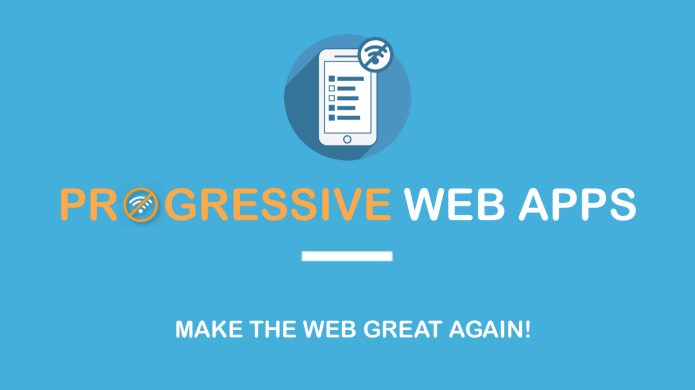 PROGRESSIVE WEB APPS
MAKE THE WEB GREAT AGAIN!